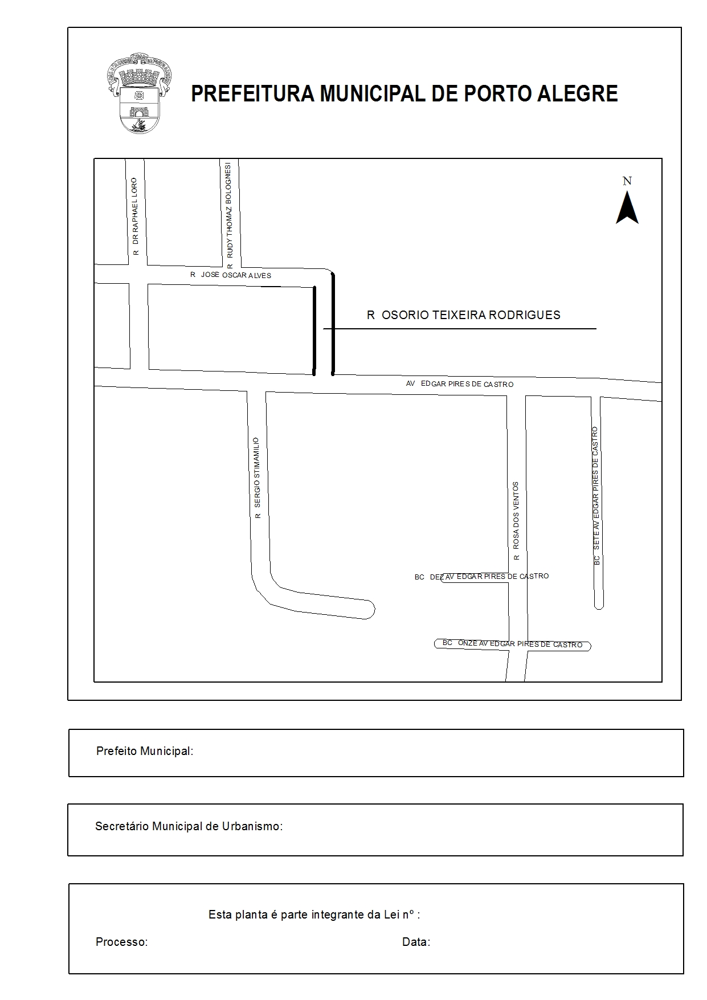 PREFEITURA MUNICIPAL DE PORTO ALEGRE
N
R DR RAPHAEL LORO
R RUDY THOMAZ BOLOGNESI
R JOSE OSCAR ALVES
R OSORIO TEIXEIRA RODRIGUES
AV EDGAR PIRES DE CASTRO
R SERGIO STIMAMILIO
R ROSA DOS VENTOS
BC SETE AV EDGAR PIRES DE CASTRO
BC DEZ AV EDGAR PIRES DE CASTRO
BC ONZE AV EDGAR PIRES DE CASTRO
Prefeito Municipal:
Secretário Municipal de Urbanismo:
Esta planta é parte integrante da Lei nº :
Processo: Data: